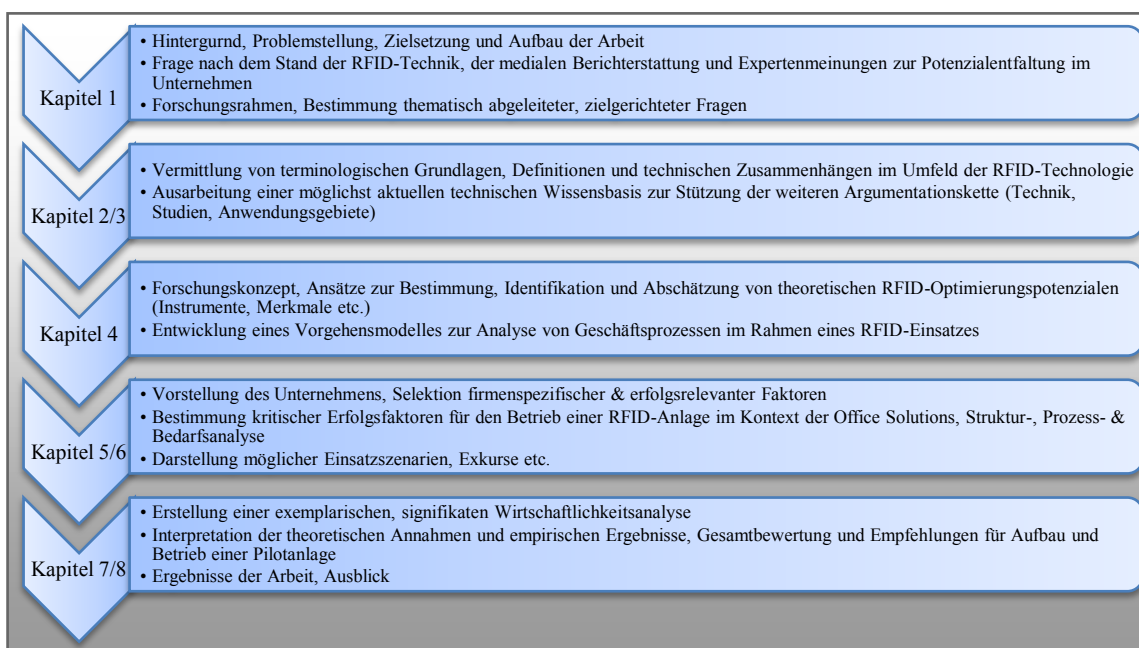 Kapitel 1
• Hintergurnd, Problemstellung, Zielsetzung und Aufbau der Arbeit
• Frage nach dem Stand der RFID-Technik, der medialen Berichterstattung und Expertenmeinungen zur Potenzialentfaltung im
Unternehmen
• Forschungsrahmen, Bestimmung thematisch abgeleiteter, zielgerichteter Fragen
Kapitel 2/3
• Vermittlung von terminologischen Grundlagen, Definitionen und technischen Zusammenhängen im Umfeld der RFID-Technologie
• Ausarbeitung einer möglichst aktuellen technischen Wissensbasis zur Stützung der weiteren Argumentationskette (Technik,
Studien, Anwendungsgebiete)
Kapitel 4
• Forschungskonzept, Ansätze zur Bestimmung, Identifikation und Abschätzung von theoretischen RFID-Optimierungspotenzialen
(Instrumente, Merkmale etc.)
• Entwicklung eines Vorgehensmodelles zur Analyse von Geschäftsprozessen im Rahmen eines RFID-Einsatzes
Kapitel 5/6
• Vorstellung des Unternehmens, Selektion firmenspezifischer & erfolgsrelevanter Faktoren
• Bestimmung kritischer Erfolgsfaktoren für den Betrieb einer RFID-Anlage im Kontext der Office Solutions, Struktur-, Prozess- &
Bedarfsanalyse
• Darstellung möglicher Einsatzszenarien, Exkurse etc.
Kapitel 7/8
• Erstellung einer exemplarischen, signifikaten Wirtschaftlichkeitsanalyse
• Interpretation der theoretischen Annahmen und empirischen Ergebnisse, Gesamtbewertung und Empfehlungen für Aufbau und
Betrieb einer Pilotanlage
• Ergebnisse der Arbeit, Ausblick